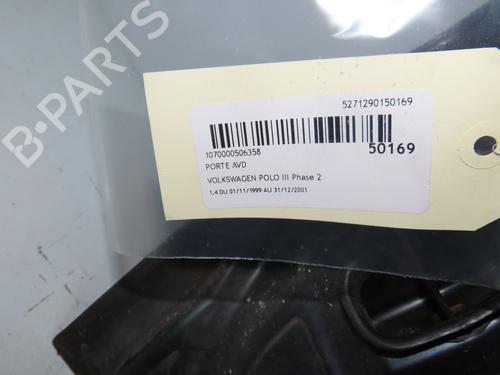 B-PARTS
5271290150169
1070000506358
50169
PORTE AVD
VOLKSWAGEN POLO III Phase 2
1.4 DU 01/11/1999 AU 31/12/2001